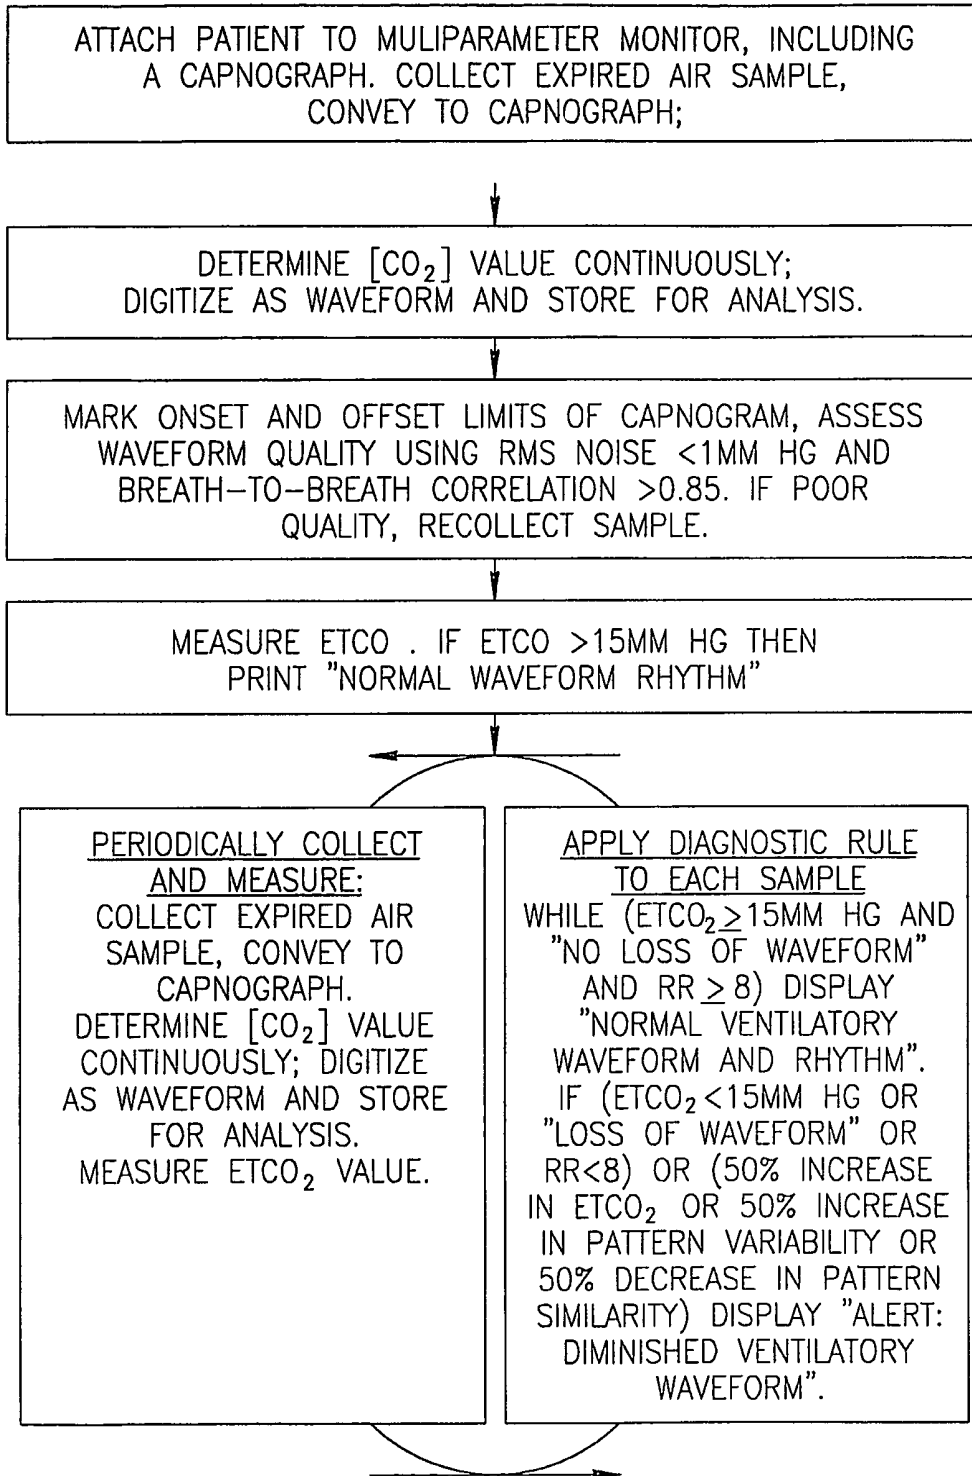 ATTACH PATIENT TO MULIPARAMETER MONITOR, INCLUDING
A CAPNOGRAPH. COLLECT EXPIRED AIR SAMPLE,
CONVEY TO CAPNOGRAPH;
DETERMINE [CO₂] VALUE CONTINUOUSLY;
DIGITIZE AS WAVEFORM AND STORE FOR ANALYSIS.
MARK ONSET AND OFFSET LIMITS OF CAPNOGRAM, ASSESS
WAVEFORM QUALITY USING RMS NOISE <1MM HG AND
BREATH-TO-BREATH CORRELATION >0.85. IF POOR
QUALITY, RECOLLECT SAMPLE.
MEASURE ETCO . IF ETCO >15MM HG THEN
PRINT "NORMAL WAVEFORM RHYTHM"
PERIODICALLY COLLECT
AND MEASURE:
COLLECT EXPIRED AIR
SAMPLE, CONVEY TO
CAPNOGRAPH.
DETERMINE [CO₂] VALUE
CONTINUOUSLY; DIGITIZE
AS WAVEFORM AND STORE
FOR ANALYSIS.
MEASURE ETCO₂ VALUE.
APPLY DIAGNOSTIC RULE
TO EACH SAMPLE
WHILE (ETCO₂≥15MM HG AND
"NO LOSS OF WAVEFORM"
AND RR ≥ 8) DISPLAY
"NORMAL VENTILATORY
WAVEFORM AND RHYTHM".
IF (ETCO₂<15MM HG OR
"LOSS OF WAVEFORM" OR
RR<8) OR (50% INCREASE
IN ETCO₂ OR 50% INCREASE
IN PATTERN VARIABILITY OR
50% DECREASE IN PATTERN
SIMILARITY) DISPLAY "ALERT:
DIMINISHED VENTILATORY
WAVEFORM".